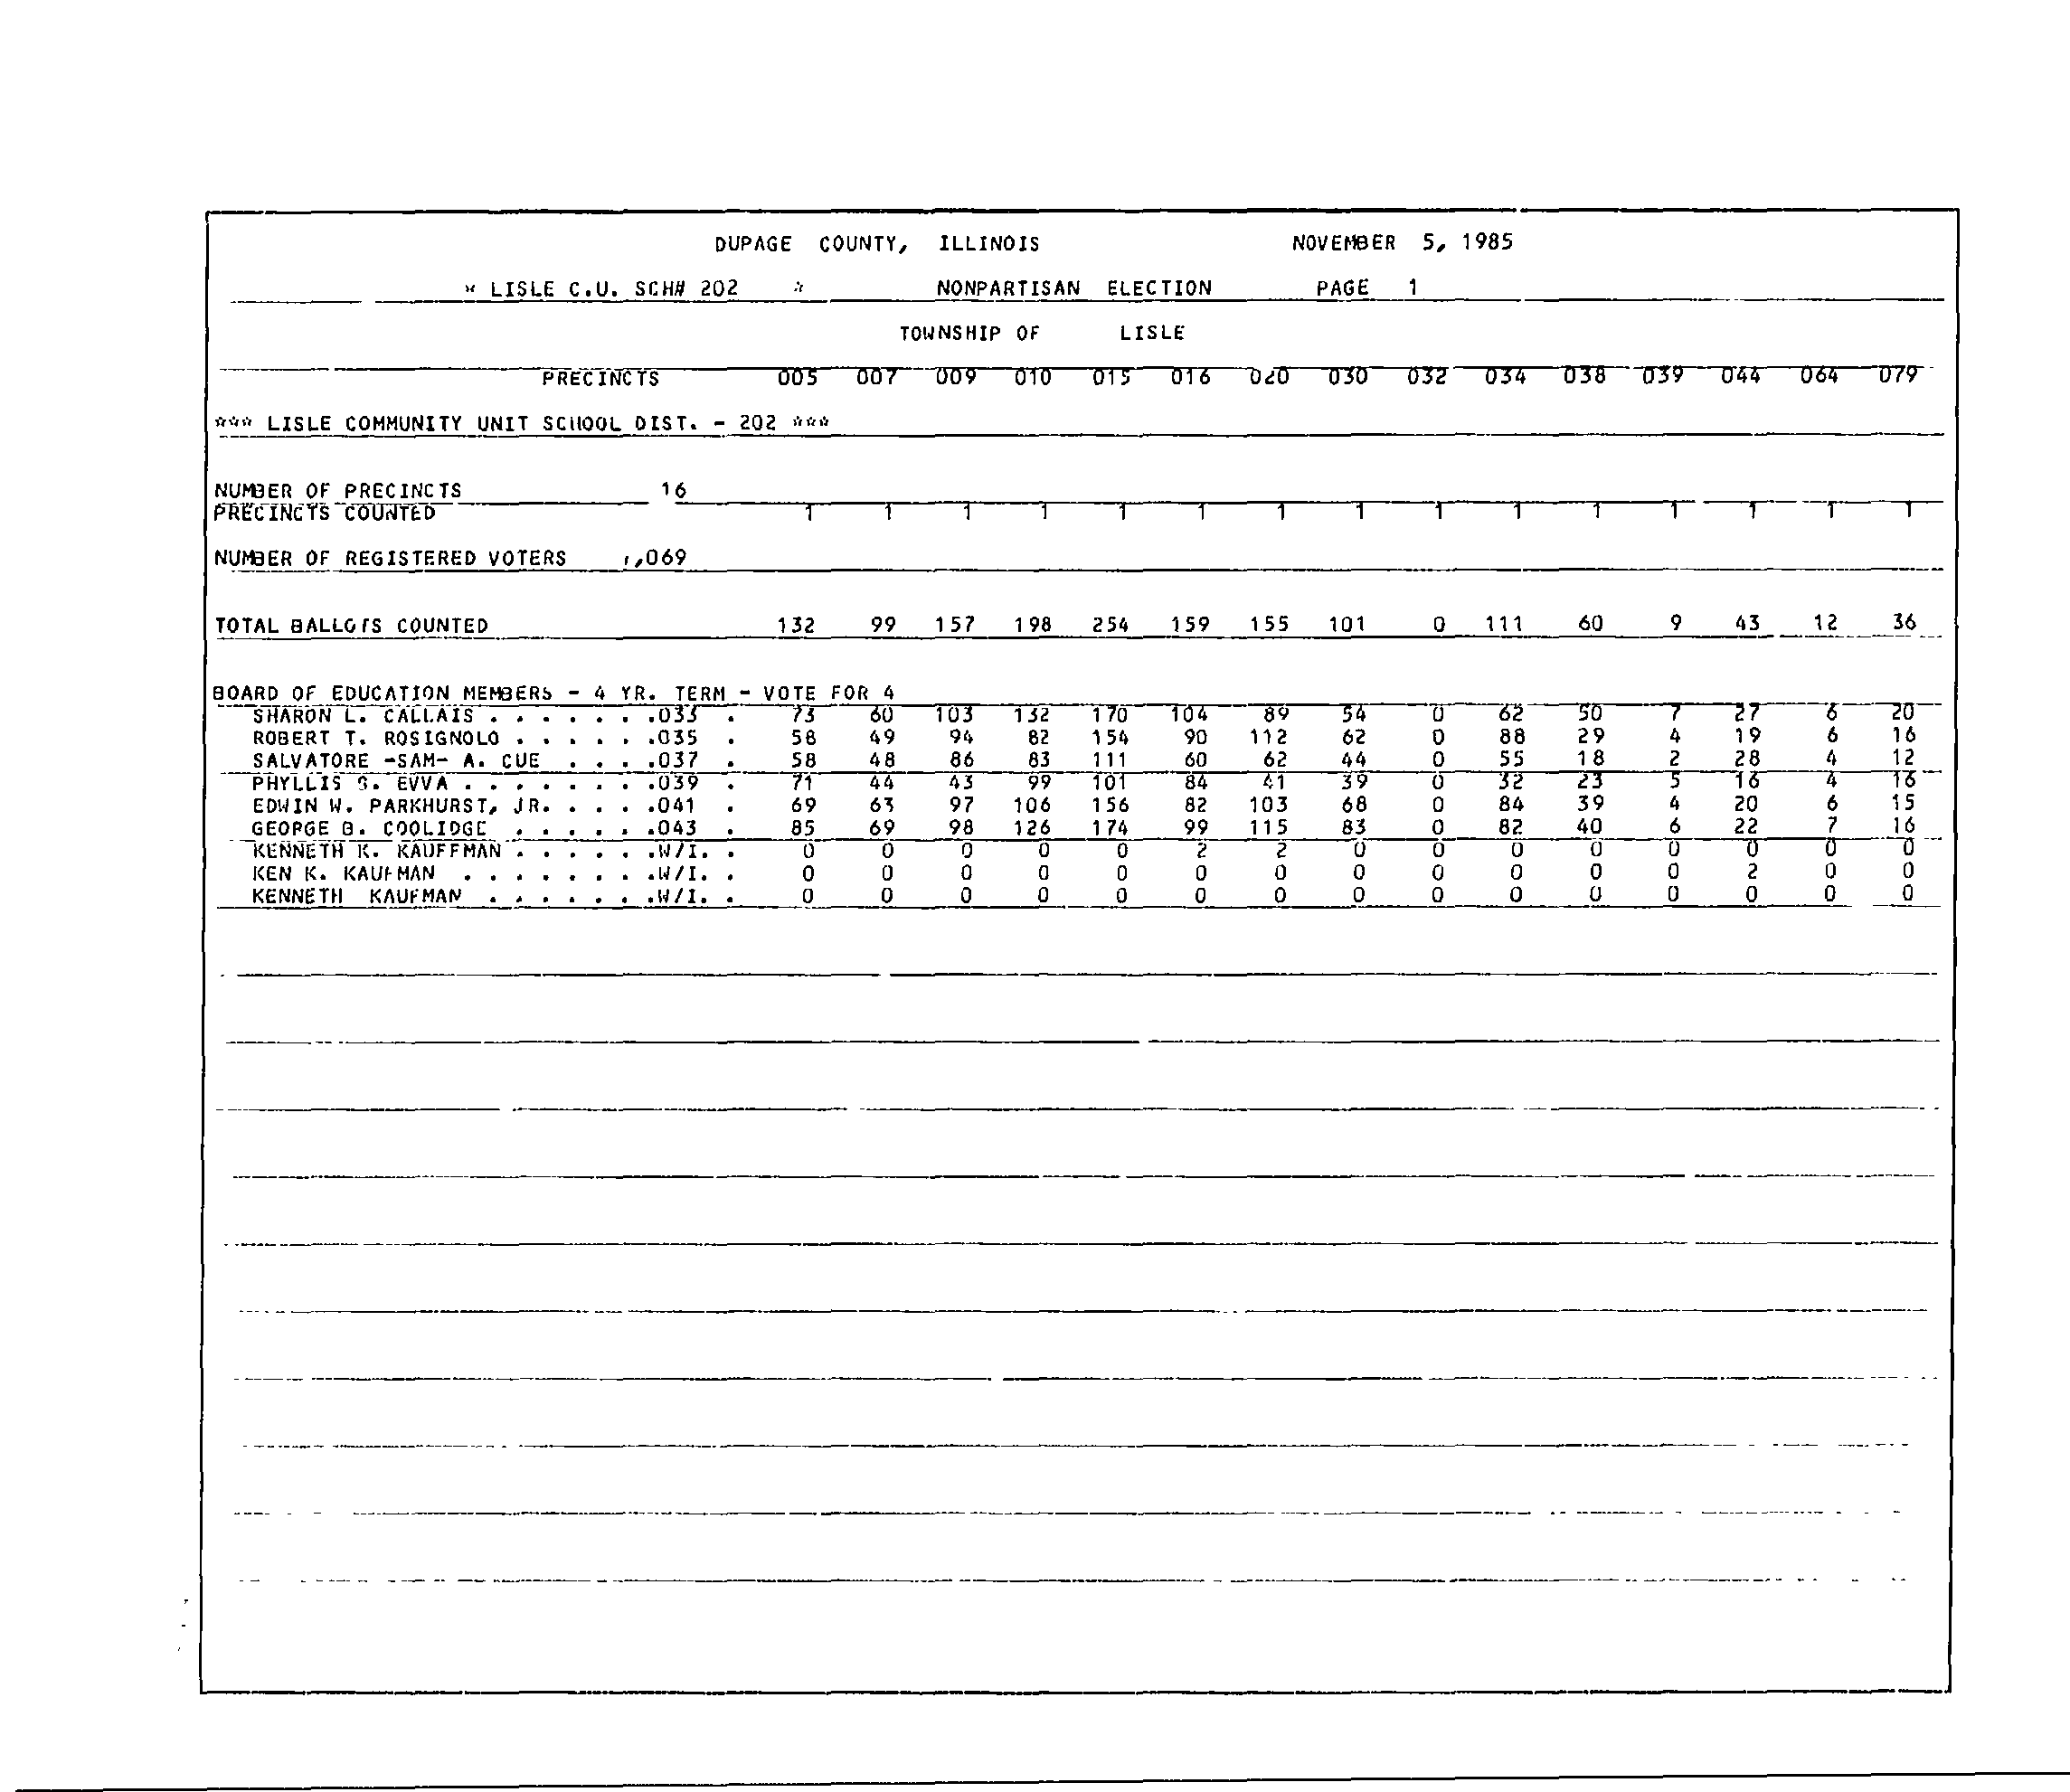 DUPAGE COUNTY, ILLINOIS NOVEMBER 5, 1985
* LISLE C.U. SCH# 202 * NONPARTISAN ELECTION PAGE 1
TOWNSHIP OF LISLE
PRECINCTS 005 007 009 010 015 016 020 030 032 034 038 039 044 064 079
*** LISLE COMMUNITY UNIT SCHOOL DIST. - 202 ***
NUMBER OF PRECINCTS 16
PRECINCTS COUNTED 1 1 1 1 1 1 1 1 1 1 1 1 1 1 1
NUMBER OF REGISTERED VOTERS ,069
TOTAL BALLOTS COUNTED 132 99 157 198 254 159 155 101 0 111 60 9 43 12 36
BOARD OF EDUCATION MEMBERS - 4 YR. TERM - VOTE FOR 4
SHARON L. CALLAIS . . . . . . .033 . 73 60 103 132 170 104 89 54 0 62 50 7 27 6 20
ROBERT T. ROSIGNOLO . . . . . .035 . 58 49 94 82 154 90 112 62 0 88 29 4 19 6 16
SALVATORE -SAM- A. CUE . . . .037 . 58 48 86 83 111 60 62 44 0 55 18 2 28 4 12
PHYLLIS S. EVVA . . . . . . . .039 . 71 44 43 99 101 84 41 39 0 32 23 5 16 4 16
EDWIN W. PARKHURST, JR. . . . .041 . 69 63 97 106 156 82 103 68 0 84 39 4 20 6 15
GEORGE B. COOLIDGE . . . . . .043 . 85 69 98 126 174 99 115 83 0 82 40 6 22 7 16
KENNETH K. KAUFFMAN . . . . . .W/I. . 0 0 0 0 0 2 2 0 0 0 0 0 0 0 0
KEN K. KAUFMAN . . . . . . . .W/I. . 0 0 0 0 0 0 0 0 0 0 0 0 2 0 0
KENNETH KAUFMAN . . . . . . .W/I. . 0 0 0 0 0 0 0 0 0 0 0 0 0 0 0